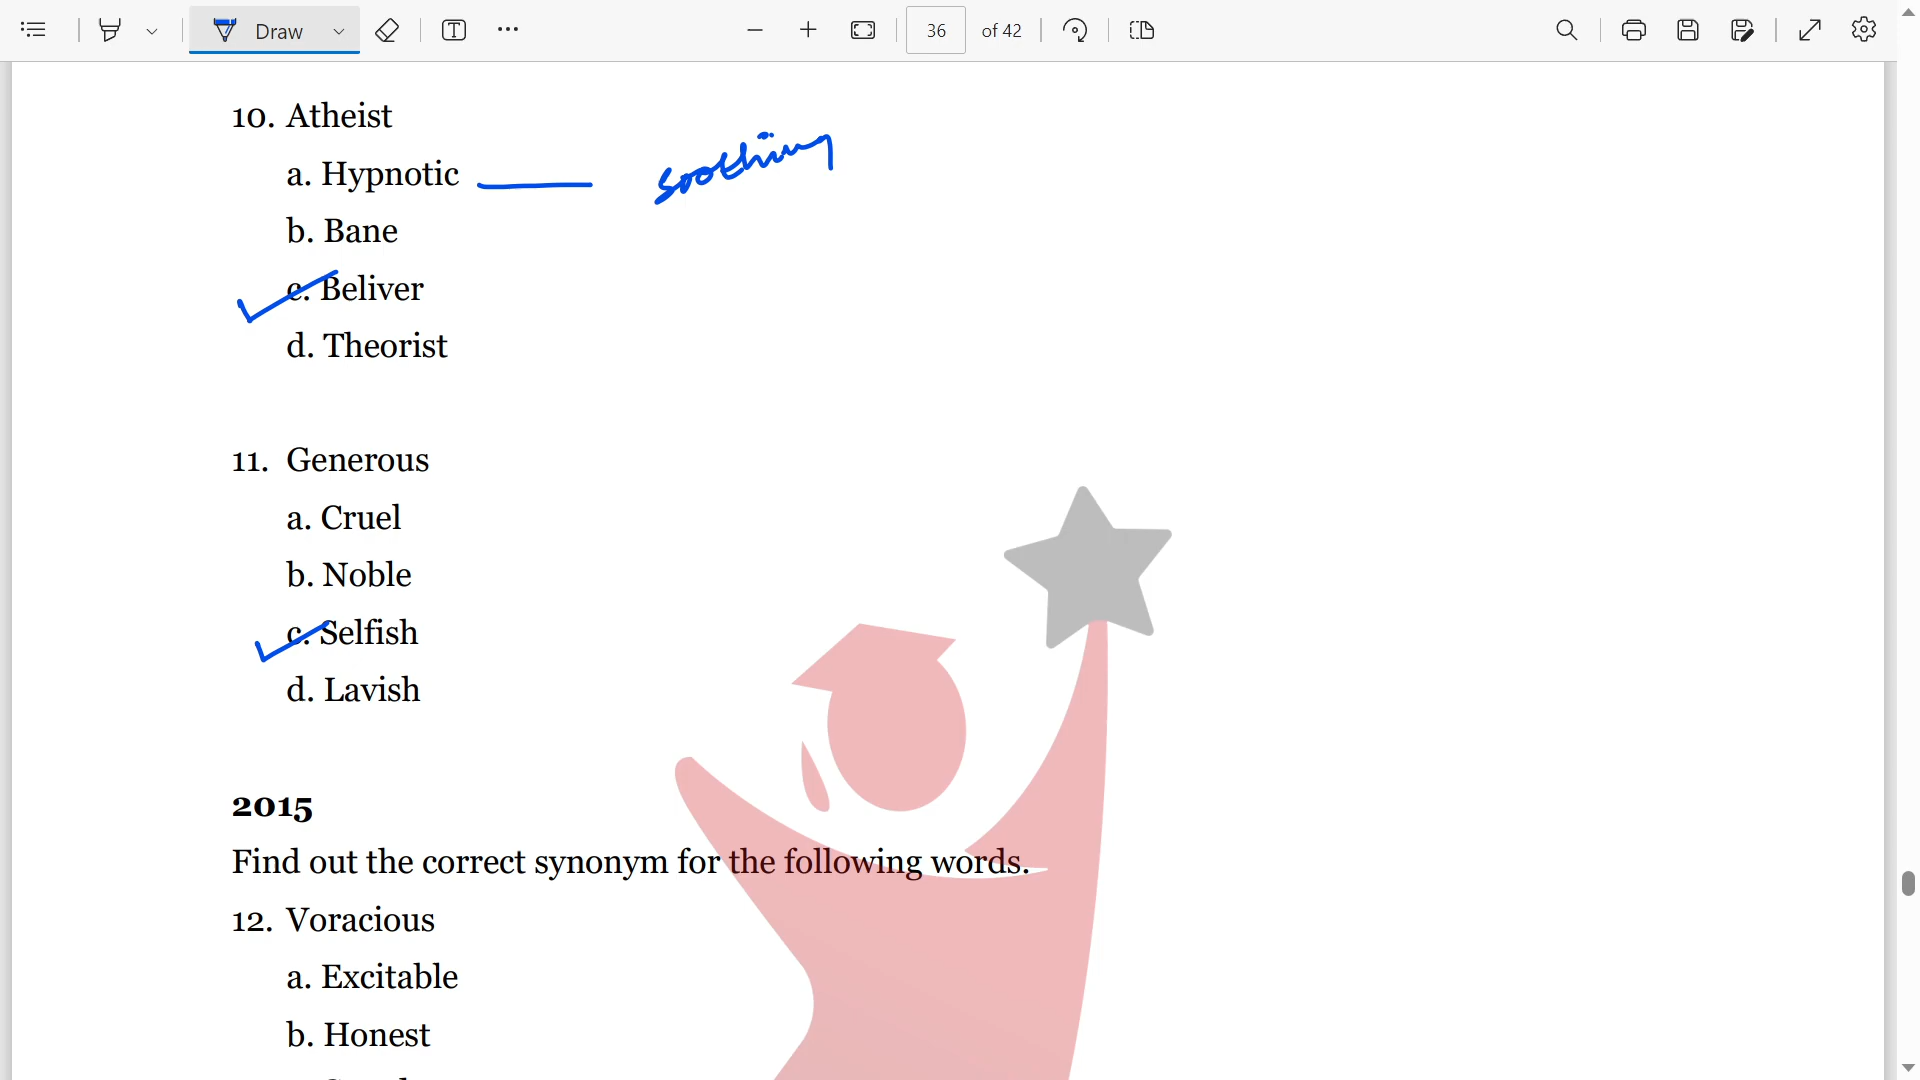 Draw
36 of 42
10. Atheist
a. Hypnotic
soothing
b. Bane
c. Beliver
d. Theorist
11. Generous
a. Cruel
b. Noble
c. Selfish
d. Lavish
2015
Find out the correct synonym for the following words.
12. Voracious
a. Excitable
b. Honest